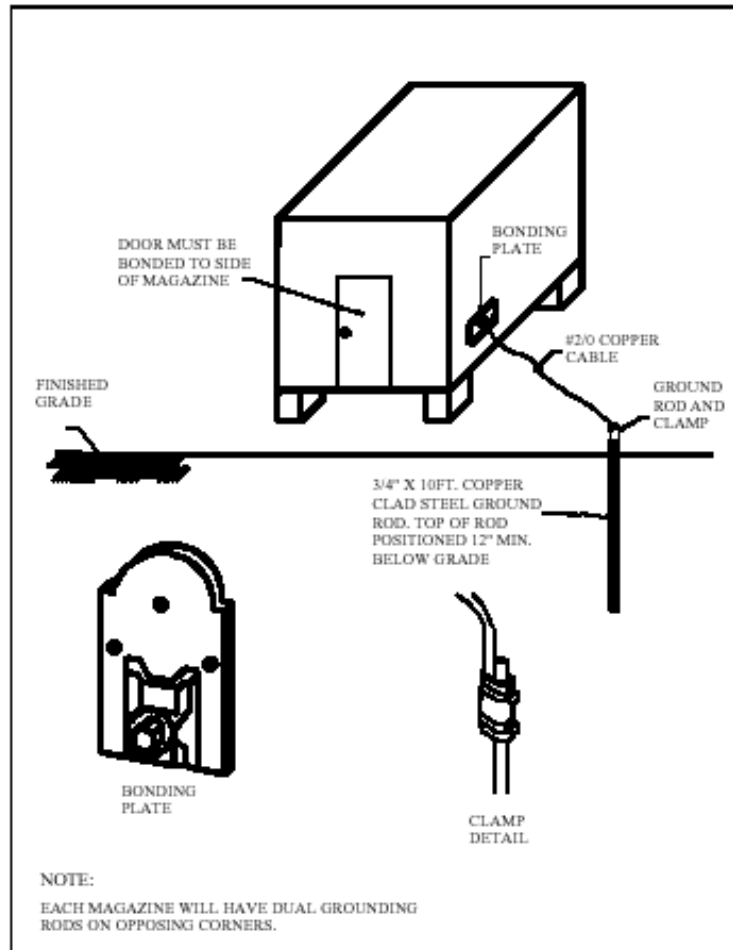 DOOR MUST BE
BONDED TO SIDE
OF MAGAZINE
BONDING
PLATE
#2/0 COPPER
CABLE
FINISHED
GRADE
GROUND
ROD AND
CLAMP
3/4" X 10FT. COPPER
CLAD STEEL GROUND
ROD. TOP OF ROD
POSITIONED 12" MIN.
BELOW GRADE
BONDING
PLATE
CLAMP
DETAIL
NOTE:
EACH MAGAZINE WILL HAVE DUAL GROUNDING
RODS ON OPPOSING CORNERS.